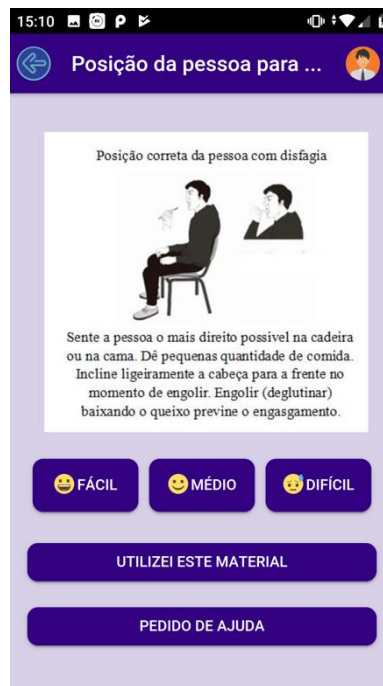 15:10
Posição da pessoa para ...
Posição correta da pessoa com disfagia
Sente a pessoa o mais direito possível na cadeira
ou na cama. Dê pequenas quantidade de comida.
Incline ligeiramente a cabeça para a frente no
momento de engolir. Engolir (deglutinar)
baixando o queixo previne o engasgamento.
FÁCIL
MÉDIO
DIFÍCIL
UTILIZEI ESTE MATERIAL
PEDIDO DE AJUDA